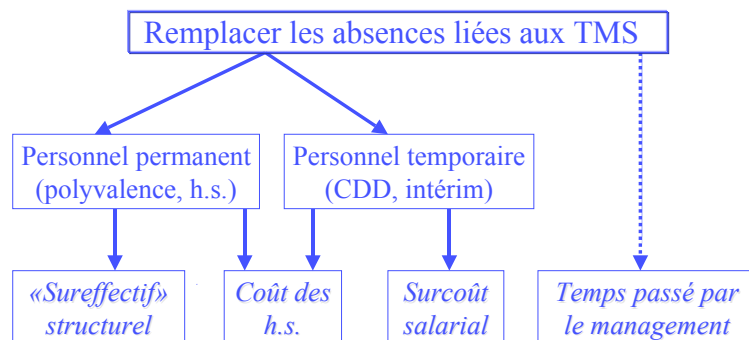 Remplacer les absences liées aux TMS
Personnel permanent
(polyvalence, h.s.)
Personnel temporaire
(CDD, intérim)
«Sureffectif»
structurel
Coût des
h.s.
Surcoût
salarial
Temps passé par
le management